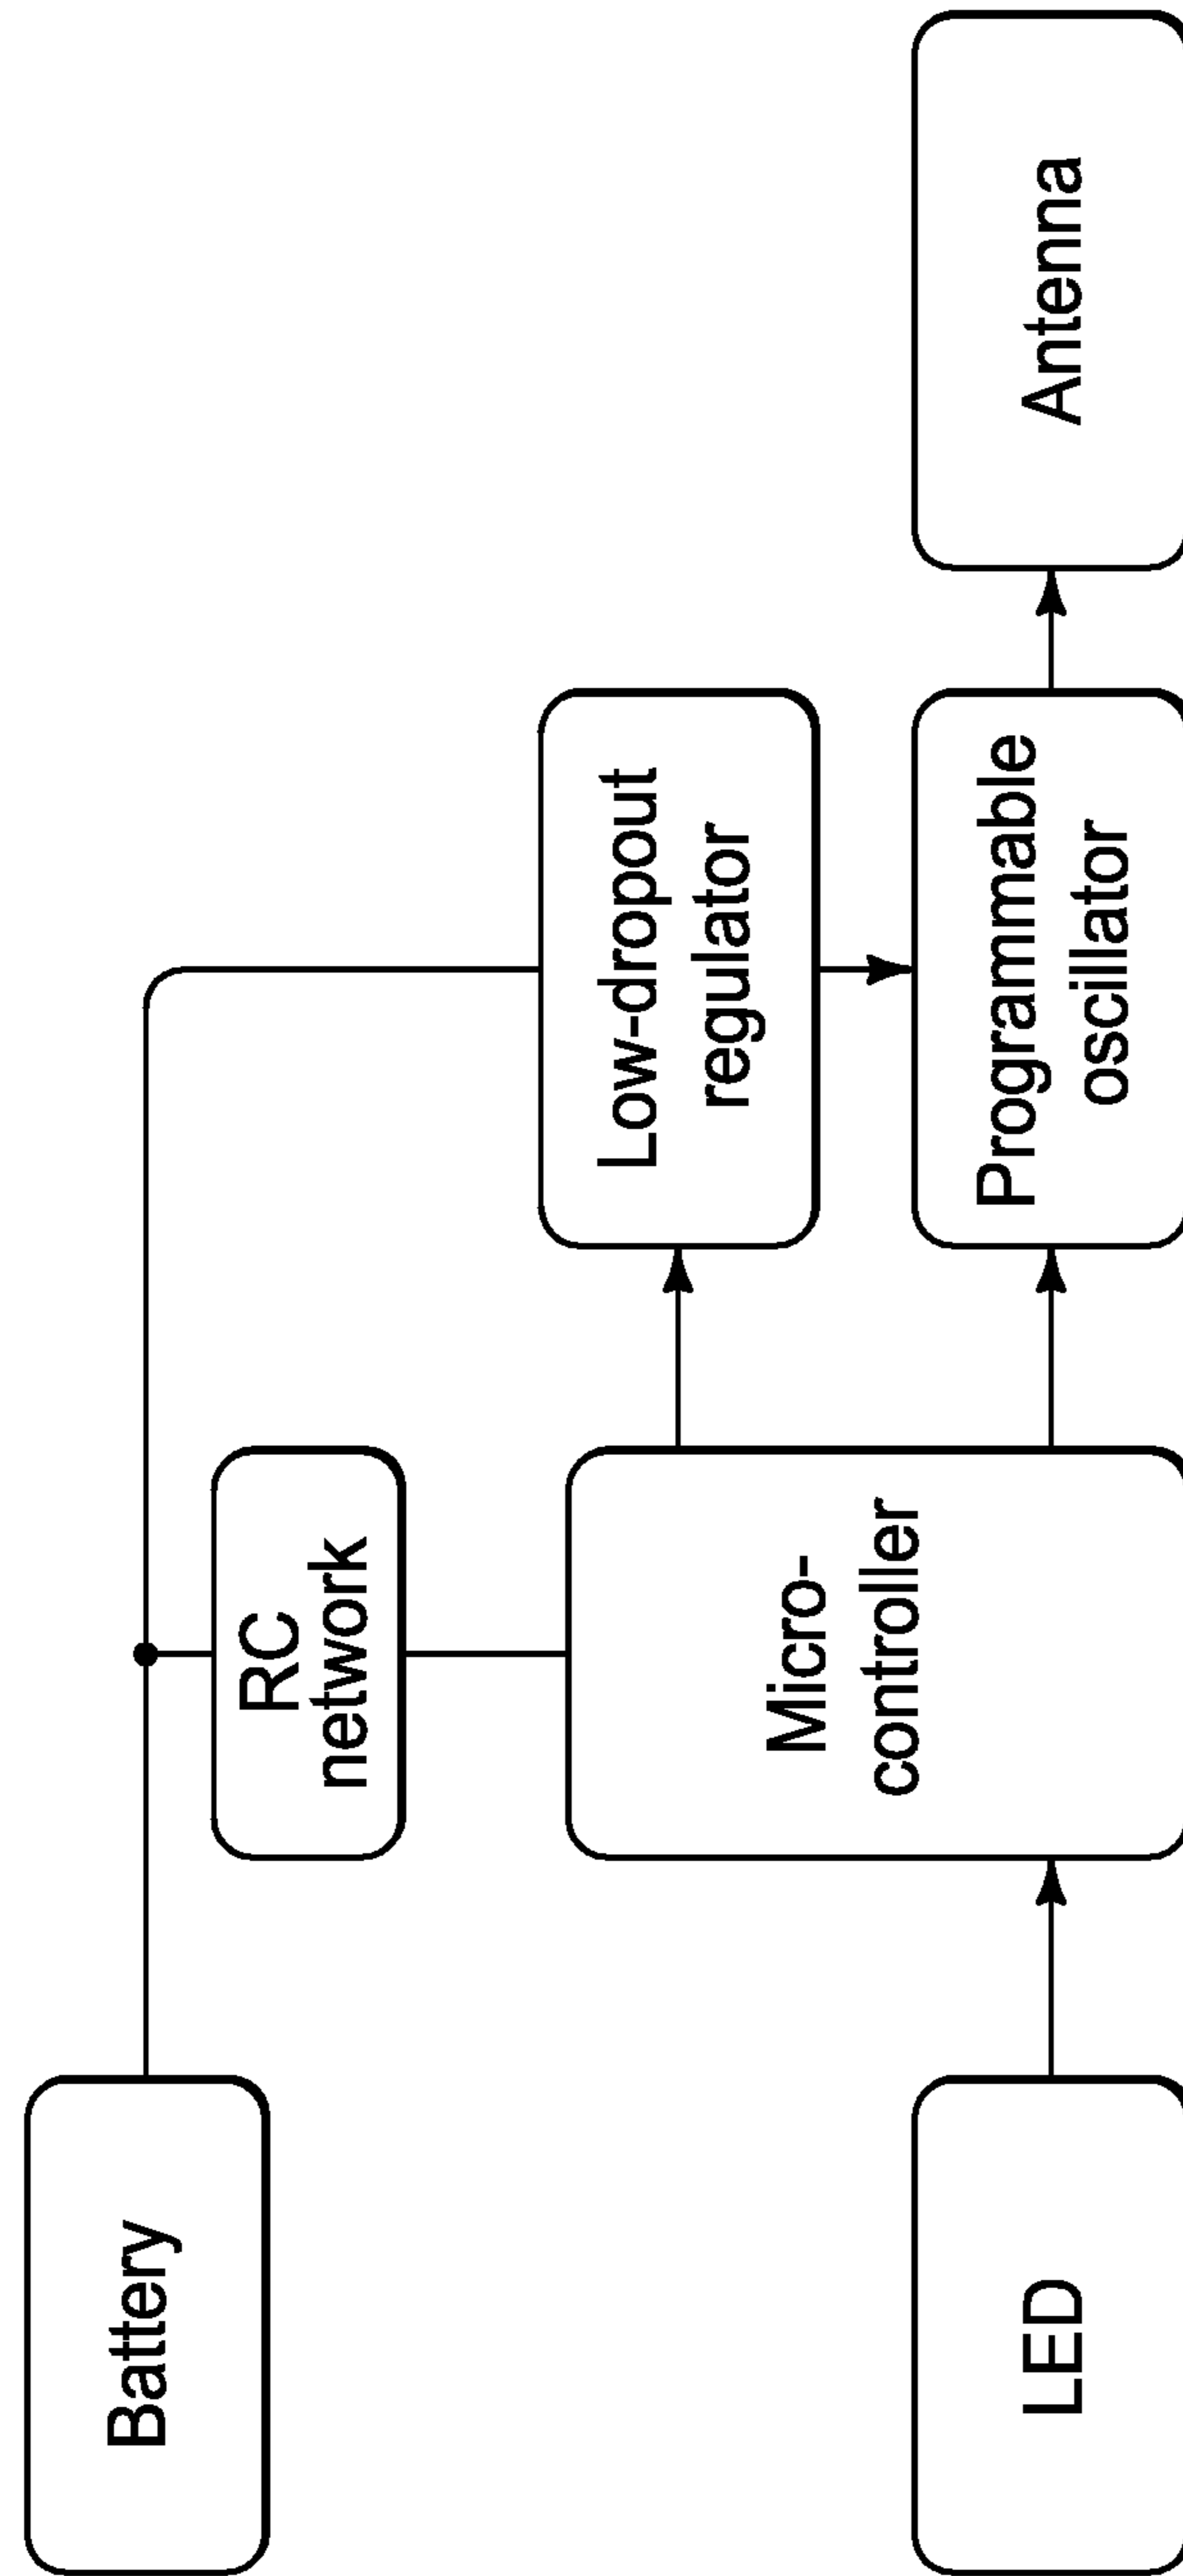 Battery
RC
network
Low-dropout
regulator
Micro-
controller
LED
Programmable
oscillator
Antenna